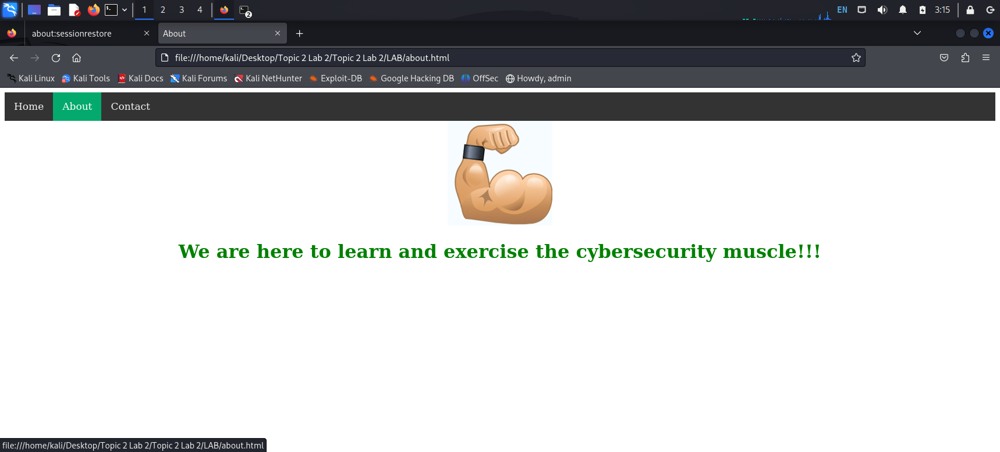 1 2 3 4 2 EN 3:15
about:sessionrestore About
file:///home/kali/Desktop/Topic 2 Lab 2/Topic 2 Lab 2/LAB/about.html
Kali Linux Kali Tools Kali Docs Kali Forums Kali NetHunter Exploit-DB Google Hacking DB OffSec Howdy, admin
Home About Contact
We are here to learn and exercise the cybersecurity muscle!!!
file:///home/kali/Desktop/Topic 2 Lab 2/Topic 2 Lab 2/LAB/about.html